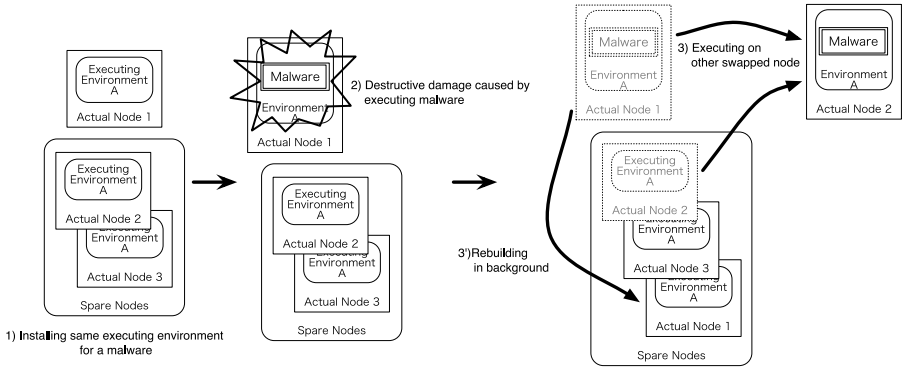 Executing
Environment
A
Actual Node 1
Executing
Environment
A
Actual Node 2
Executing
Environment
A
Actual Node 3
Spare Nodes
1) Installing same executing environment
for a malware
Malware
Environment
A
Actual Node 1
2) Destructive damage caused by
executing malware
Executing
Environment
A
Actual Node 2
Executing
Environment
A
Actual Node 3
Spare Nodes
Malware
Environment
A
Actual Node 1
3) Executing on
other swapped node
Malware
Environment
A
Actual Node 2
Executing
Environment
A
Actual Node 2
Executing
Environment
A
Actual Node 3
Executing
Environment
A
Actual Node 1
Spare Nodes
3')Rebuilding
in background